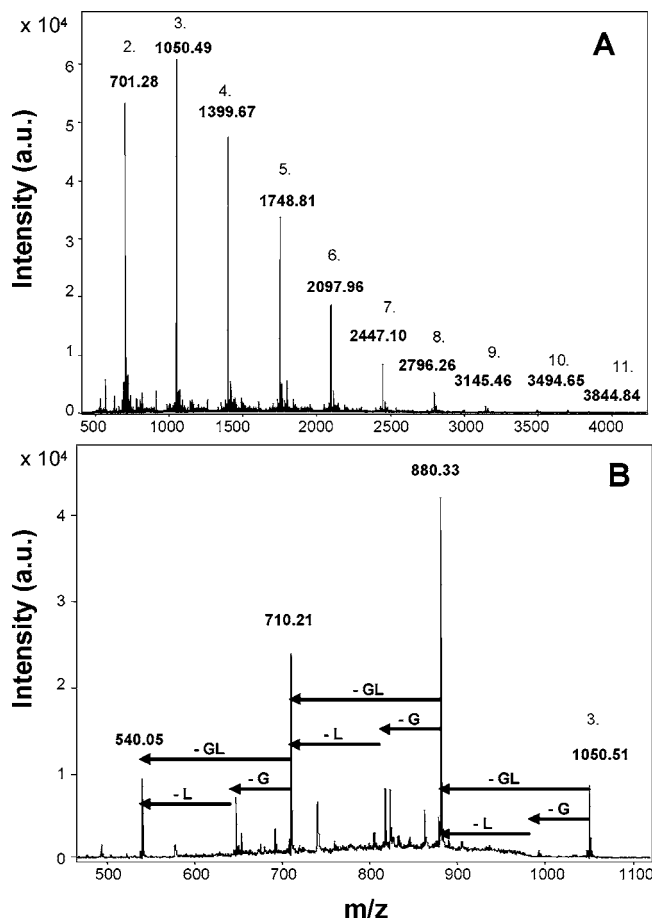 x 10⁴
A
2.
701.28
3.
1050.49
4.
1399.67
5.
1748.81
6.
2097.96
7.
2447.10
8.
2796.26
9.
3145.46
10.
3494.65
11.
3844.84
Intensity (a.u.)
6
5
4
3
2
1
0
500 1000 1500 2000 2500 3000 3500 4000
x 10⁴
B
880.33
710.21
540.05
3.
1050.51
- GL
- G
- L
- GL
- G
- L
- GL
- G
- L
Intensity (a.u.)
4
3
2
1
0
500 600 700 800 900 1000 1100
m/z